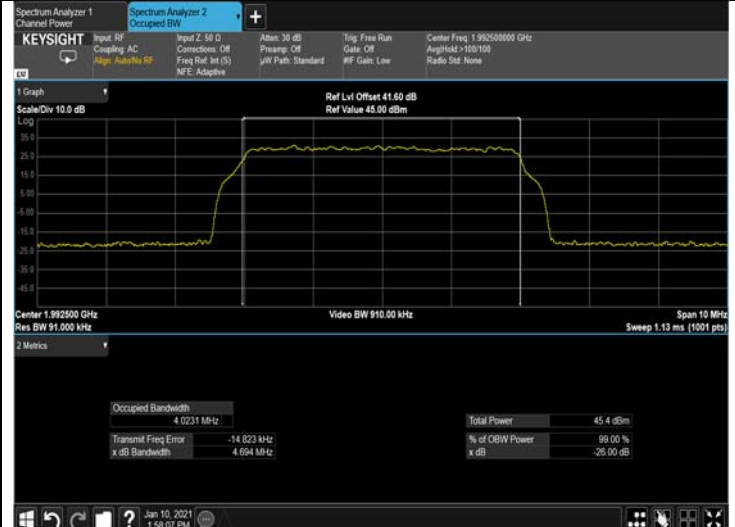 Spectrum Analyzer 1
Channel Power
Spectrum Analyzer 2
Occupied BW
+
KEYSIGHT
Input: RF
Coupling: AC
Align: Auto/No RF
Input Z: 50 Ω
Corrections: Off
Freq Ref: Int (S)
NFE: Adaptive
Atten: 30 dB
Preamp: Off
µW Path: Standard
Trig: Free Run
Gate: Off
#IF Gain: Low
Center Freq: 1.992500000 GHz
Avg|Hold:>100/100
Radio Std: None
1 Graph
Scale/Div 10.0 dB
Ref Lvl Offset 41.60 dB
Ref Value 45.00 dBm
Log
35.0
25.0
15.0
5.00
-5.00
-15.0
-25.0
-35.0
-45.0
Center 1.992500 GHz
Res BW 91.000 kHz
Video BW 910.00 kHz
Span 10 MHz
Sweep 1.13 ms (1001 pts)
2 Metrics
Occupied Bandwidth
4.0231 MHz
Transmit Freq Error -14.823 kHz
x dB Bandwidth 4.694 MHz
Total Power 45.4 dBm
% of OBW Power 99.00 %
x dB -26.00 dB
?
Jan 10, 2021
1:58:07 PM